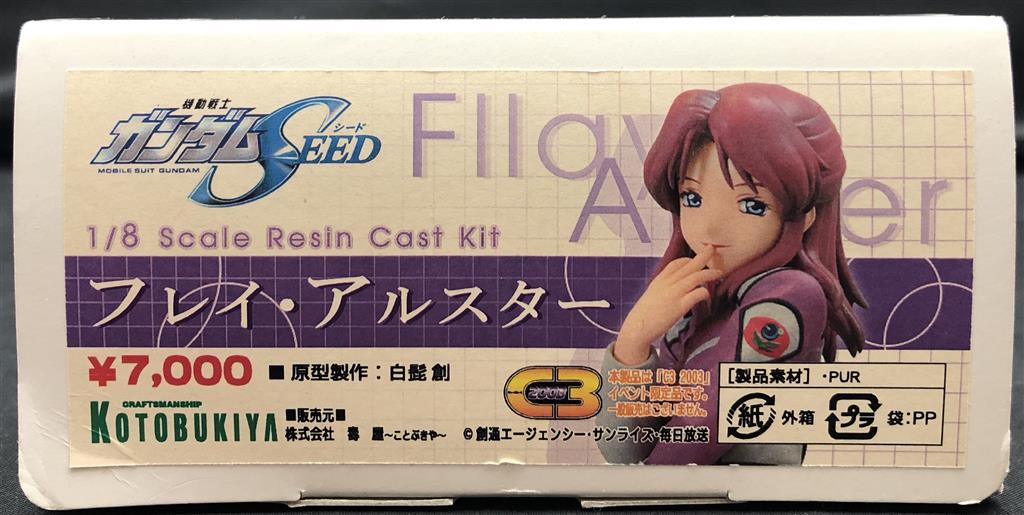 機動戦士
ガンダムSEED
シード
MOBILE SUIT GUNDAM
Fllay
A er
1/8 Scale Resin Cast Kit
フレイ・アルスター
¥7,000 ■原型製作：白髭 創
CRAFTSMANSHIP
KOTOBUKIYA
■販売元■
株式会社 壽屋～ことぶきや～
C3
2003
本製品は「C3 2003」
イベント限定品です。
一般販売はございません。
©創通エージェンシー・サンライズ・毎日放送
[製品素材] ・PUR
紙 外箱 プラ 袋:PP